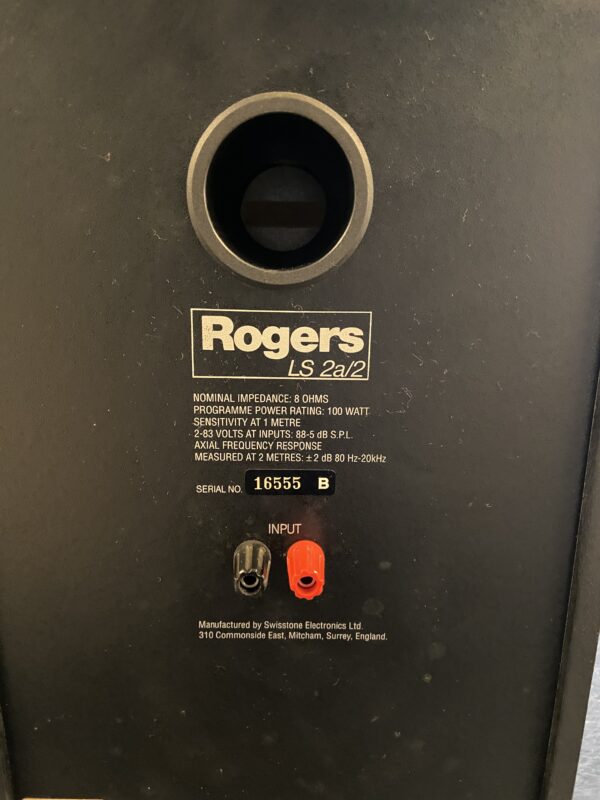 Rogers
LS 2a/2
NOMINAL IMPEDANCE: 8 OHMS
PROGRAMME POWER RATING: 100 WATT
SENSITIVITY AT 1 METRE
2-83 VOLTS AT INPUTS: 88-5 dB S.P.L.
AXIAL FREQUENCY RESPONSE
MEASURED AT 2 METRES: ±2 dB 80 Hz-20kHz
SERIAL NO. 16555 B
INPUT
Manufactured by Swisstone Electronics Ltd.
310 Commonside East, Mitcham, Surrey, England.